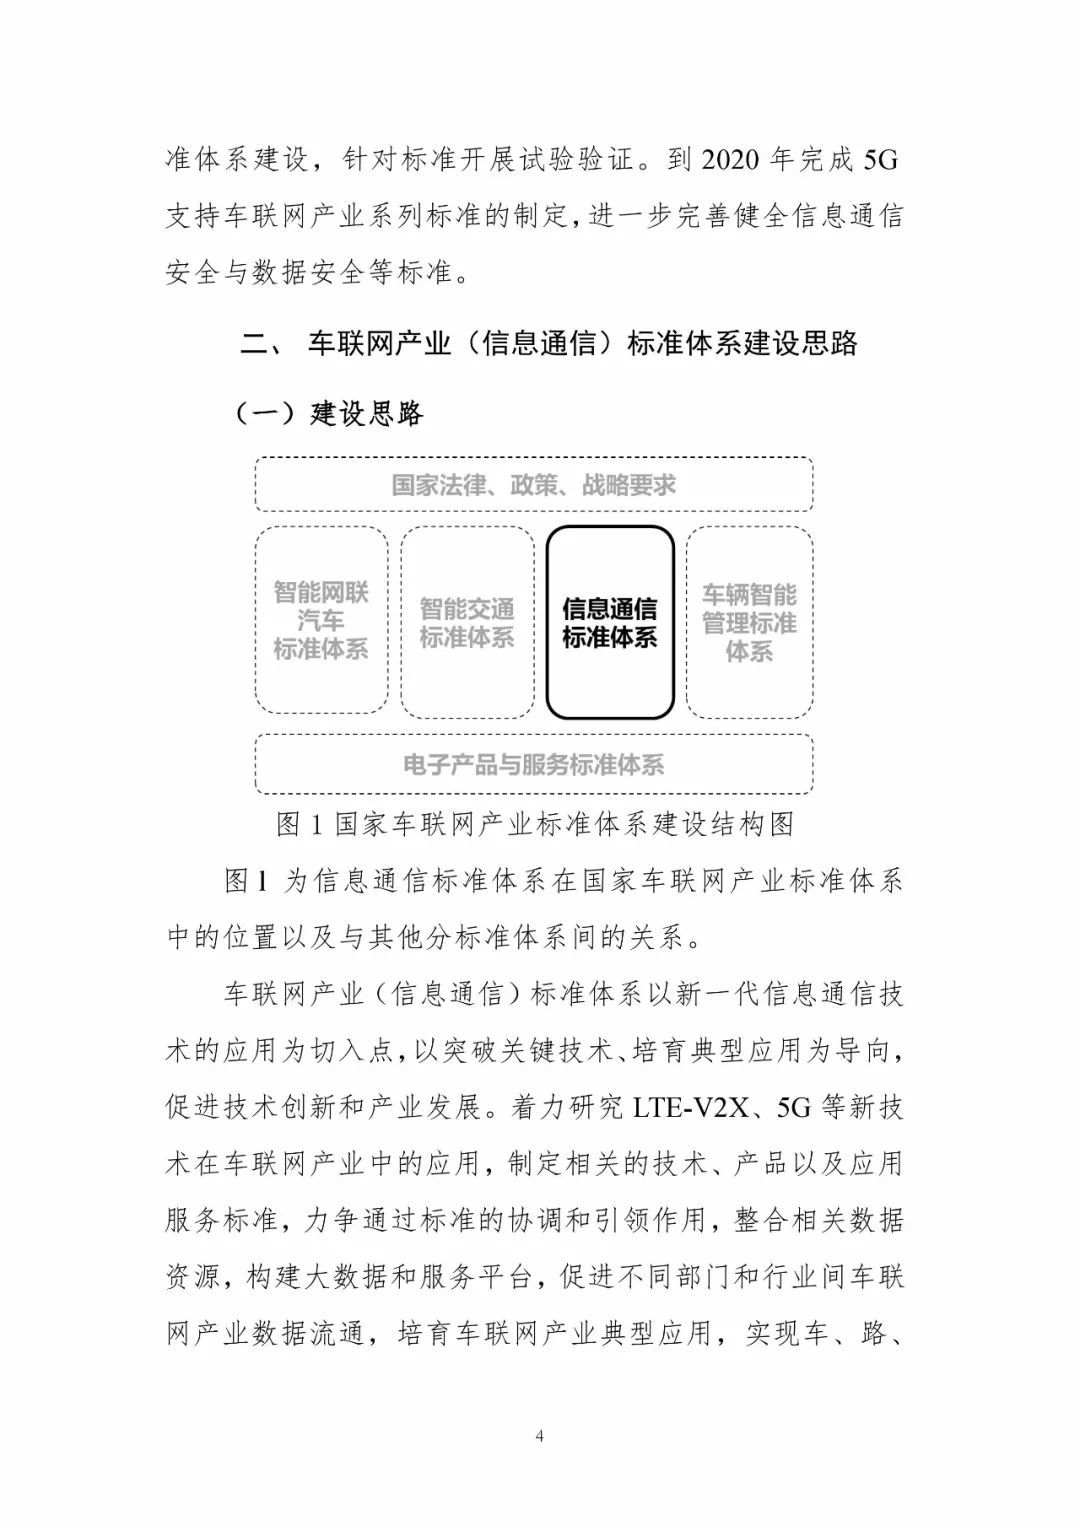 准体系建设，针对标准开展试验验证。到 2020 年完成 5G
支持车联网产业系列标准的制定，进一步完善健全信息通信
安全与数据安全等标准。
二、 车联网产业（信息通信）标准体系建设思路
（一）建设思路
国家法律、政策、战略要求
智能网联
汽车
标准体系
智能交通
标准体系
信息通信
标准体系
车辆智能
管理标准
体系
电子产品与服务标准体系
图 1 国家车联网产业标准体系建设结构图
图1 为信息通信标准体系在国家车联网产业标准体系
中的位置以及与其他分标准体系间的关系。
车联网产业（信息通信）标准体系以新一代信息通信技
术的应用为切入点，以突破关键技术、培育典型应用为导向，
促进技术创新和产业发展。着力研究 LTE-V2X、5G 等新技
术在车联网产业中的应用，制定相关的技术、产品以及应用
服务标准，力争通过标准的协调和引领作用，整合相关数据
资源，构建大数据和服务平台，促进不同部门和行业间车联
网产业数据流通，培育车联网产业典型应用，实现车、路、
4